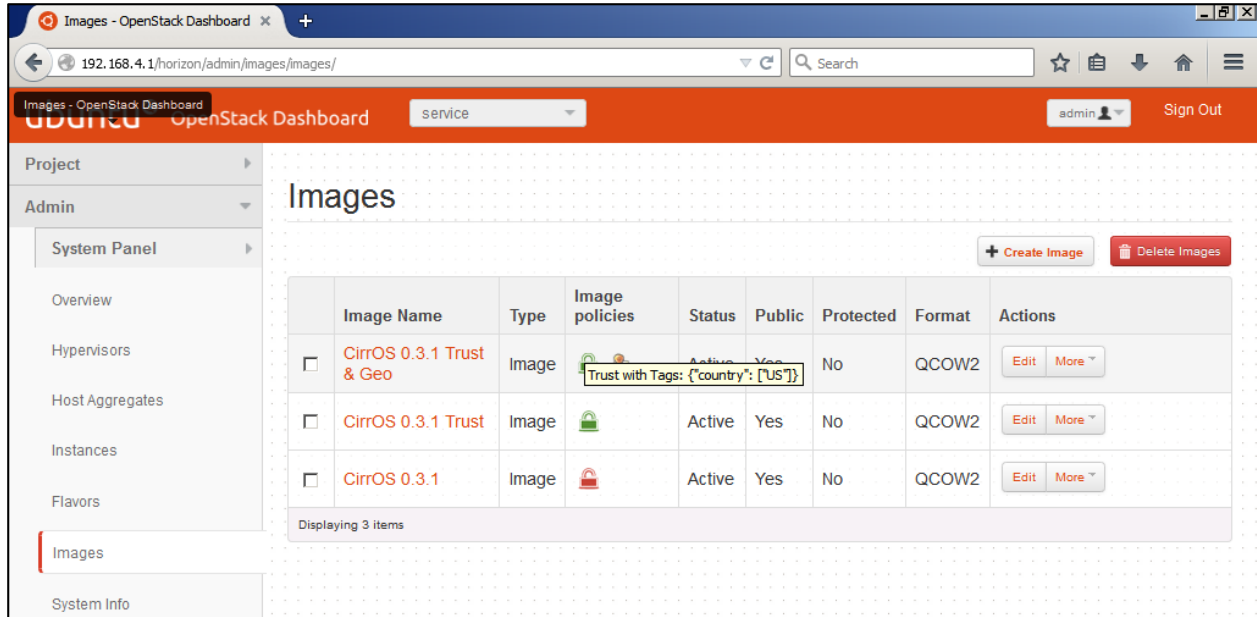 Images - OpenStack Dashboard
192.168.4.1/horizon/admin/images/images/
Search
Images - OpenStack Dashboard
ubuntu OpenStack Dashboard
service
admin
Sign Out
Project
Admin
System Panel
Overview
Hypervisors
Host Aggregates
Instances
Flavors
Images
System Info
Images
Create Image
Delete Images
Image Name Type Image policies Status Public Protected Format Actions
CirrOS 0.3.1 Trust & Geo Image Active Yes No QCOW2 Edit More
Trust with Tags: {"country": ["US"]}
CirrOS 0.3.1 Trust Image Active Yes No QCOW2 Edit More
CirrOS 0.3.1 Image Active Yes No QCOW2 Edit More
Displaying 3 items